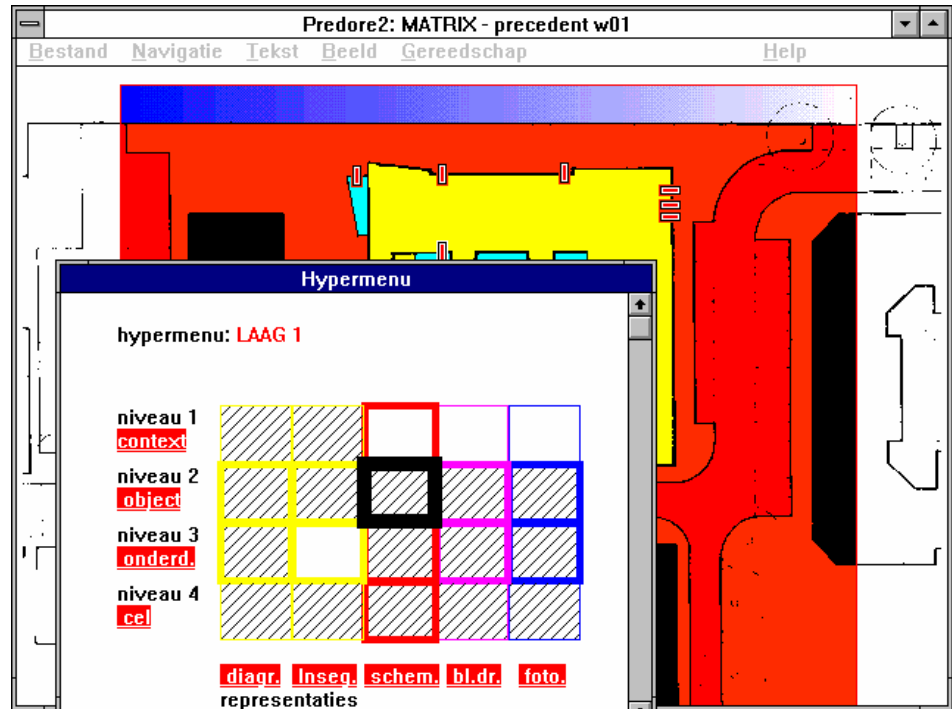 Predore2: MATRIX - precedent w01
Bestand Navigatie Tekst Beeld Gereedschap Help
Hypermenu
hypermenu: LAAG 1
niveau 1
context
niveau 2
object
niveau 3
onderd.
niveau 4
cel
diagr. Inseq. schem. bl.dr. foto.
representaties